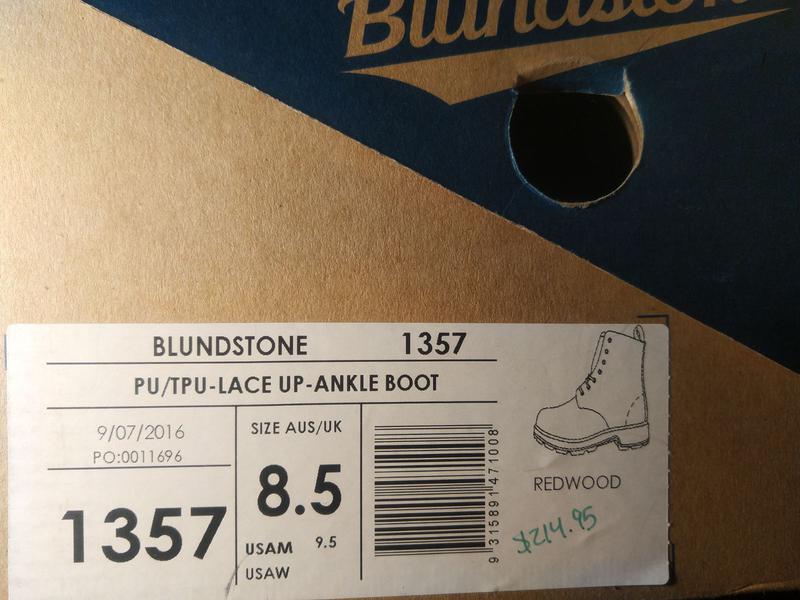 Blundstone
BLUNDSTONE 1357
PU/TPU-LACE UP-ANKLE BOOT
9/07/2016
PO:0011696
1357
SIZE AUS/UK
8.5
USAM 9.5
USAW
9 315891 471008
REDWOOD
$214.95